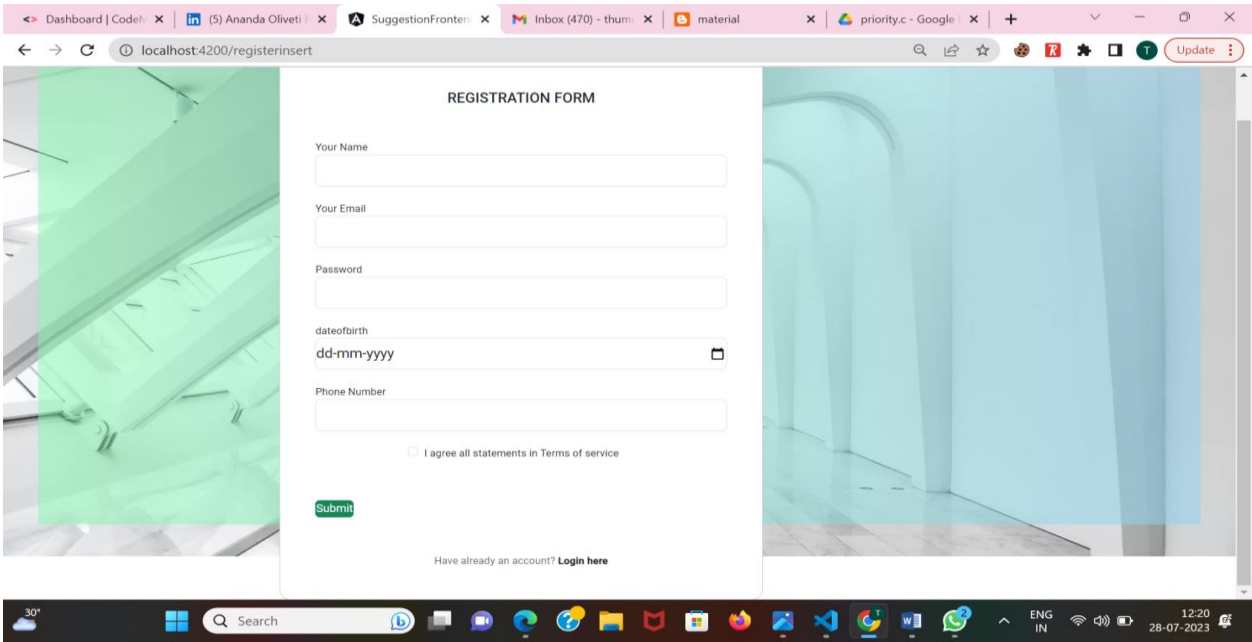 Dashboard | CodeN
(5) Ananda Oliveti F
SuggestionFronten
Inbox (470) - thumu
material
priority.c - Google
localhost:4200/registerinsert
T
Update
REGISTRATION FORM
Your Name
Your Email
Password
dateofbirth
dd-mm-yyyy
Phone Number
I agree all statements in Terms of service
Submit
Have already an account? Login here
30°
Search
ENG
IN
12:20
28-07-2023